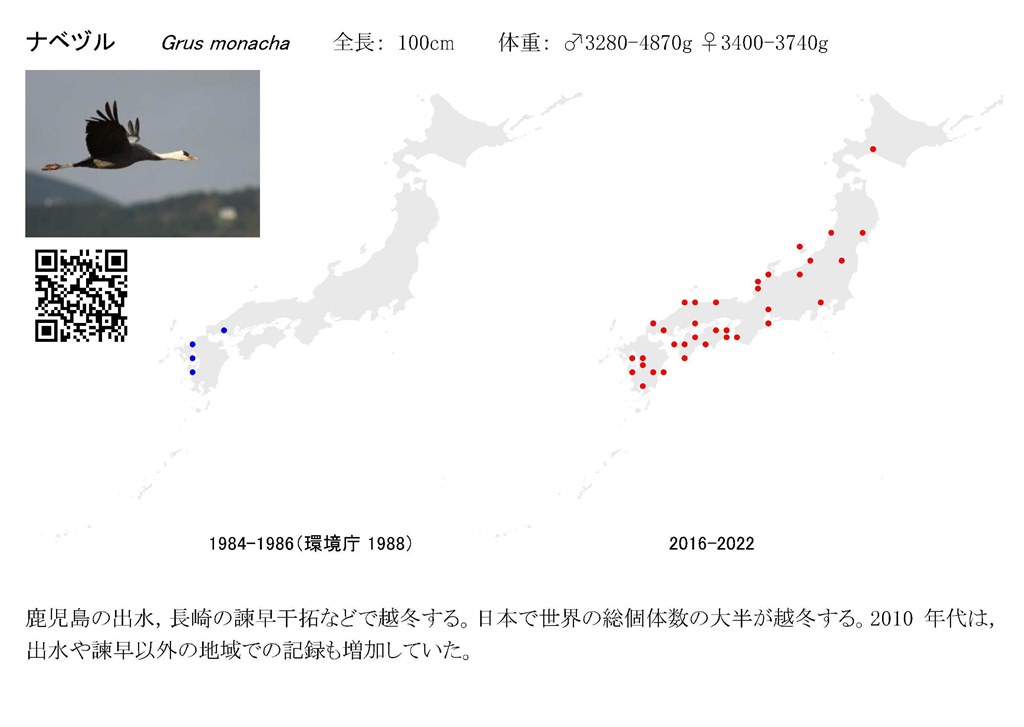 ナベヅル Grus monacha 全長： 100cm 体重： ♂3280-4870g ♀3400-3740g
1984-1986（環境庁 1988） 2016-2022
鹿児島の出水，長崎の諫早干拓などで越冬する。日本で世界の総個体数の大半が越冬する。2010 年代は，
出水や諫早以外の地域での記録も増加していた。